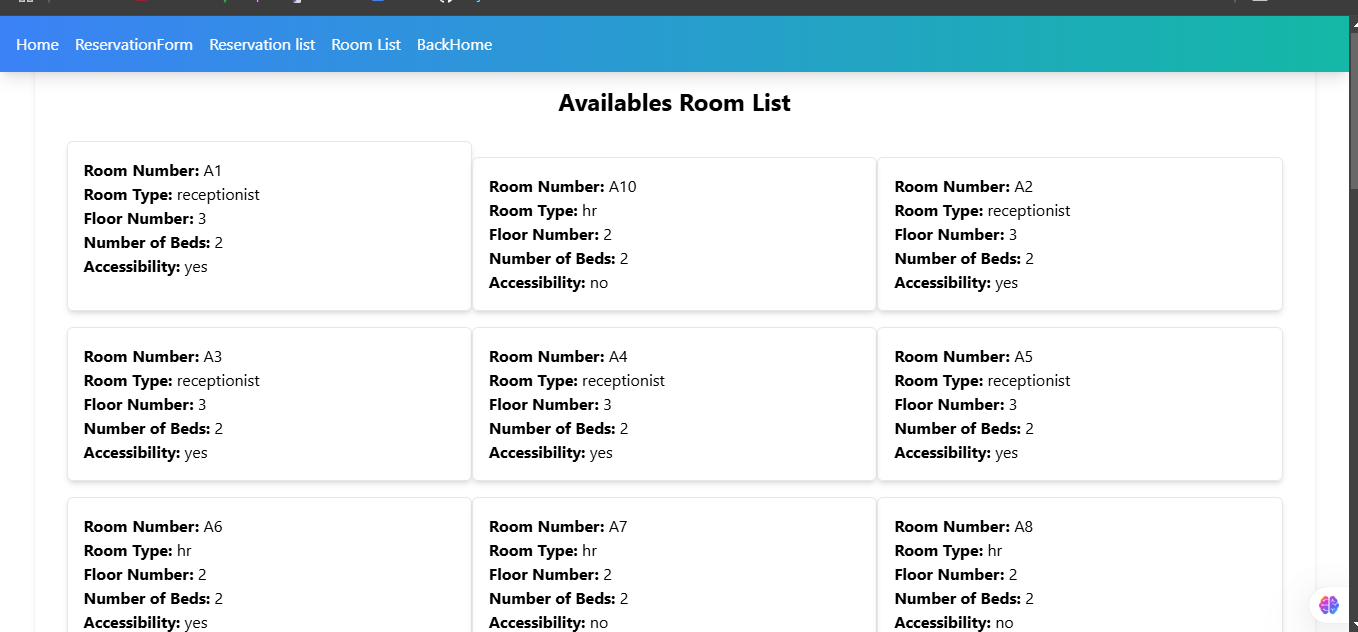 Home ReservationForm Reservation list Room List BackHome
Availables Room List
Room Number: A1
Room Type: receptionist
Floor Number: 3
Number of Beds: 2
Accessibility: yes
Room Number: A10
Room Type: hr
Floor Number: 2
Number of Beds: 2
Accessibility: no
Room Number: A2
Room Type: receptionist
Floor Number: 3
Number of Beds: 2
Accessibility: yes
Room Number: A3
Room Type: receptionist
Floor Number: 3
Number of Beds: 2
Accessibility: yes
Room Number: A4
Room Type: receptionist
Floor Number: 3
Number of Beds: 2
Accessibility: yes
Room Number: A5
Room Type: receptionist
Floor Number: 3
Number of Beds: 2
Accessibility: yes
Room Number: A6
Room Type: hr
Floor Number: 2
Number of Beds: 2
Accessibility: yes
Room Number: A7
Room Type: hr
Floor Number: 2
Number of Beds: 2
Accessibility: no
Room Number: A8
Room Type: hr
Floor Number: 2
Number of Beds: 2
Accessibility: no